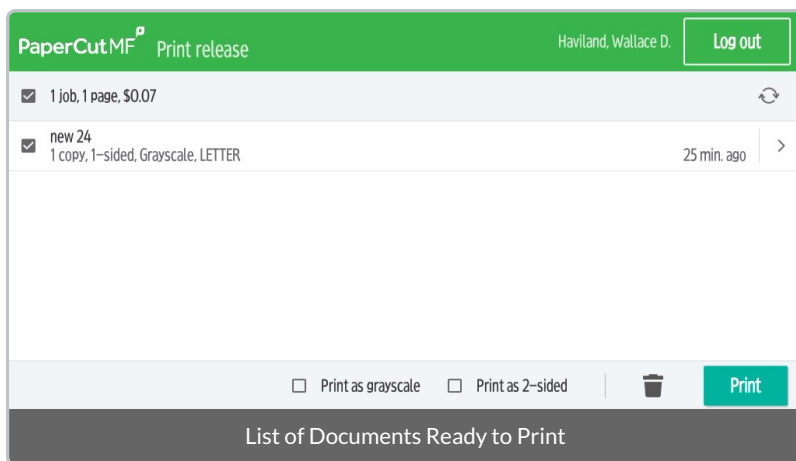 PaperCut MF Print release Haviland, Wallace D. Log out
1 job, 1 page, $0.07
new 24
1 copy, 1-sided, Grayscale, LETTER 25 min. ago
Print as grayscale Print as 2-sided Print
List of Documents Ready to Print